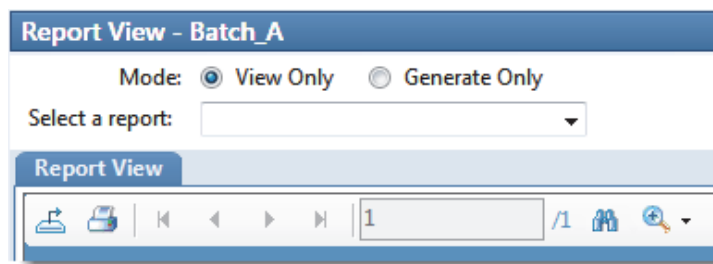 Report View - Batch_A
Mode: View Only Generate Only
Select a report:
Report View
1 /1